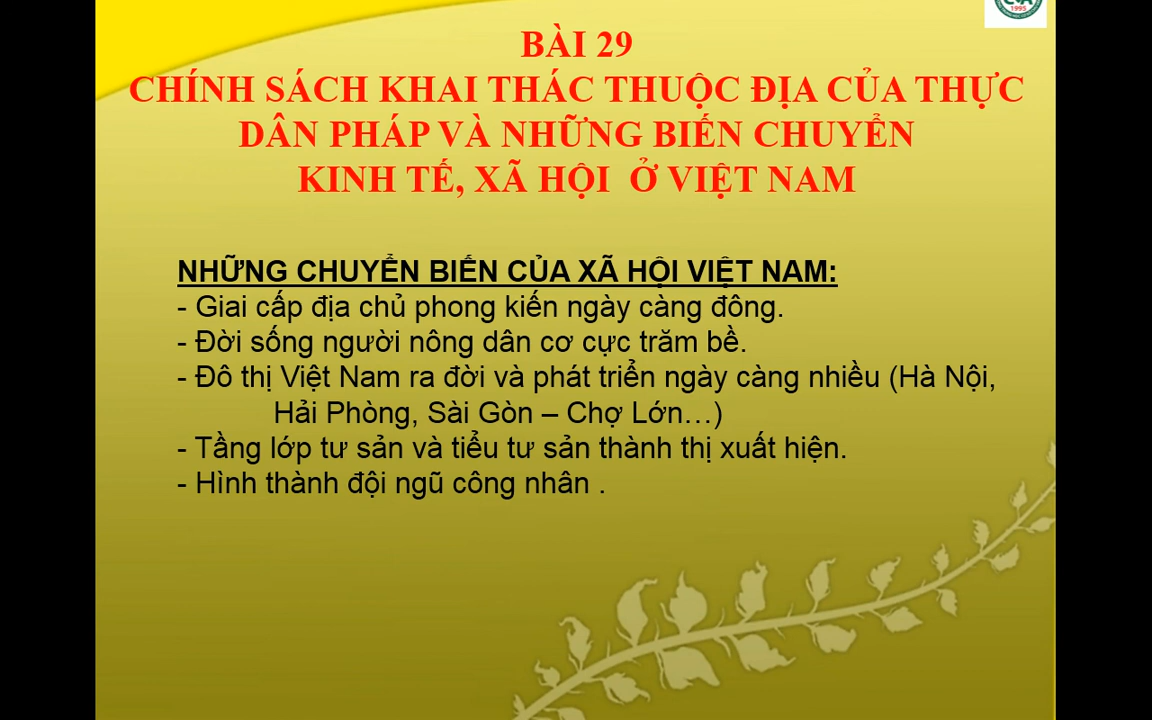 1995
BÀI 29
CHÍNH SÁCH KHAI THÁC THUỘC ĐỊA CỦA THỰC
DÂN PHÁP VÀ NHỮNG BIẾN CHUYỂN
KINH TẾ, XÃ HỘI Ở VIỆT NAM
NHỮNG CHUYỂN BIẾN CỦA XÃ HỘI VIỆT NAM:
- Giai cấp địa chủ phong kiến ngày càng đông.
- Đời sống người nông dân cơ cực trăm bề.
- Đô thị Việt Nam ra đời và phát triển ngày càng nhiều (Hà Nội,
Hải Phòng, Sài Gòn – Chợ Lớn…)
- Tầng lớp tư sản và tiểu tư sản thành thị xuất hiện.
- Hình thành đội ngũ công nhân .